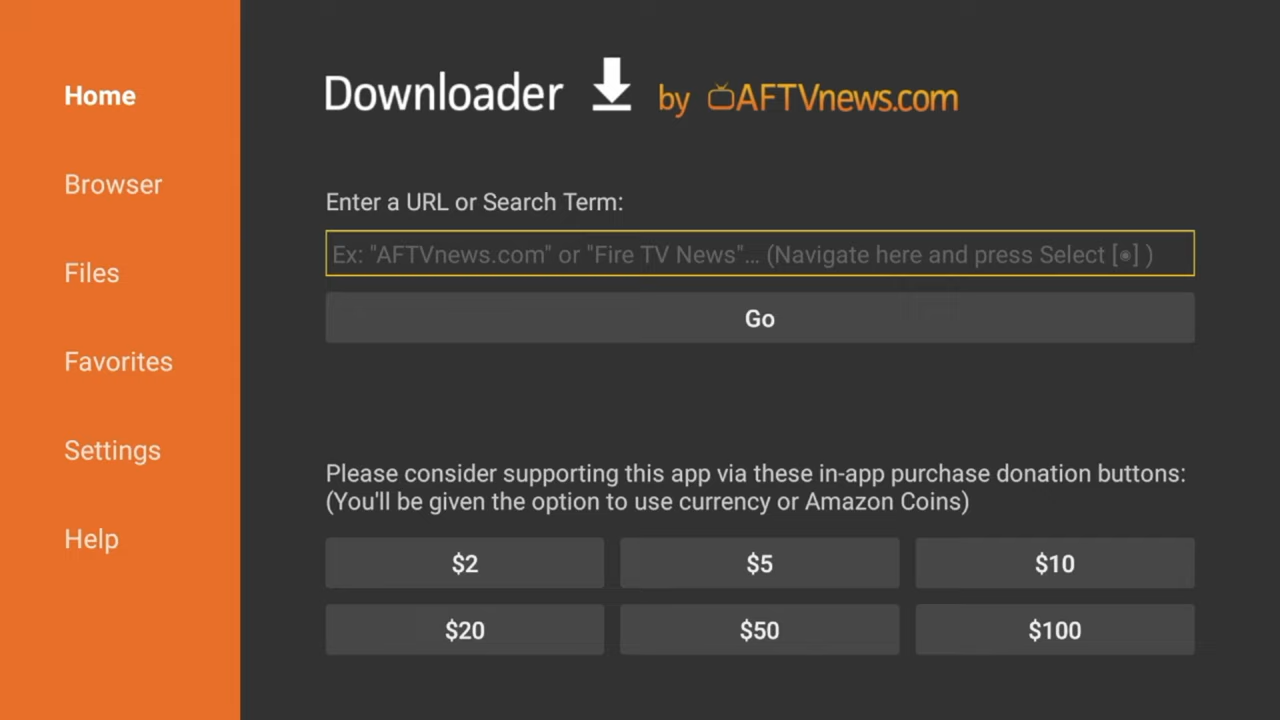 Home
Browser
Files
Favorites
Settings
Help
Downloader by AFTVnews.com
Enter a URL or Search Term:
Ex: "AFTVnews.com" or "Fire TV News"... (Navigate here and press Select [◉] )
Go
Please consider supporting this app via these in-app purchase donation buttons:
(You'll be given the option to use currency or Amazon Coins)
$2 $5 $10
$20 $50 $100